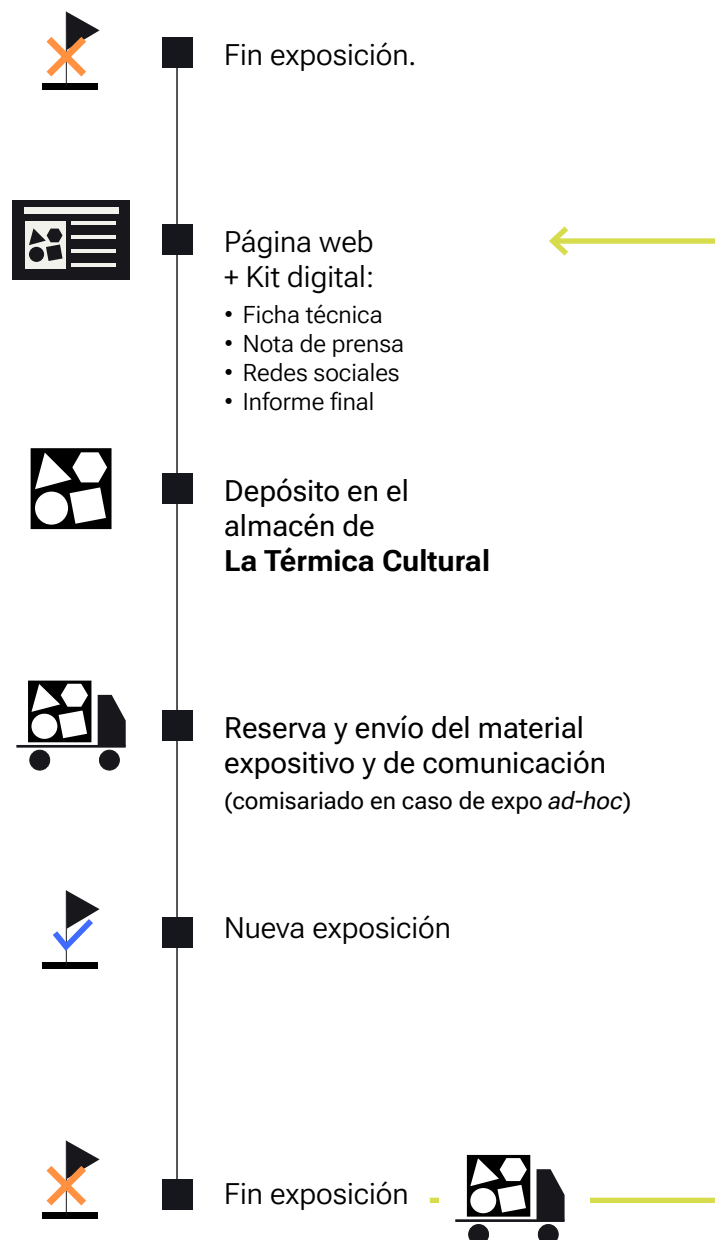 Fin exposición.
Página web
+ Kit digital:
• Ficha técnica
• Nota de prensa
• Redes sociales
• Informe final
Depósito en el
almacén de
La Térmica Cultural
Reserva y envío del material
expositivo y de comunicación
(comisariado en caso de expo ad-hoc)
Nueva exposición
Fin exposición